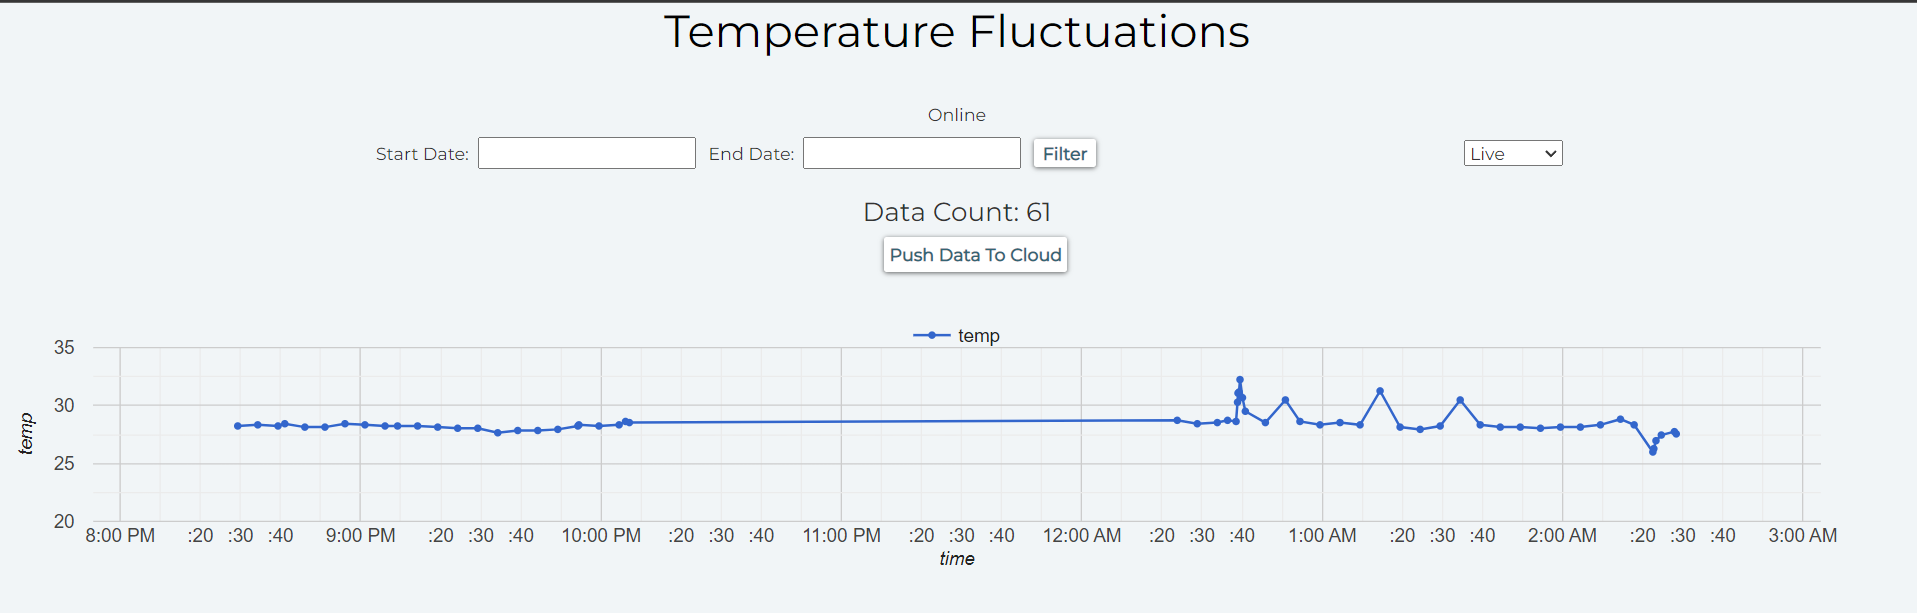 Temperature Fluctuations
Online
Start Date: End Date: Filter Live
Data Count: 61
Push Data To Cloud
temp
35
30
25
20
temp
8:00 PM :20 :30 :40 9:00 PM :20 :30 :40 10:00 PM :20 :30 :40 11:00 PM :20 :30 :40 12:00 AM :20 :30 :40 1:00 AM :20 :30 :40 2:00 AM :20 :30 :40 3:00 AM
time